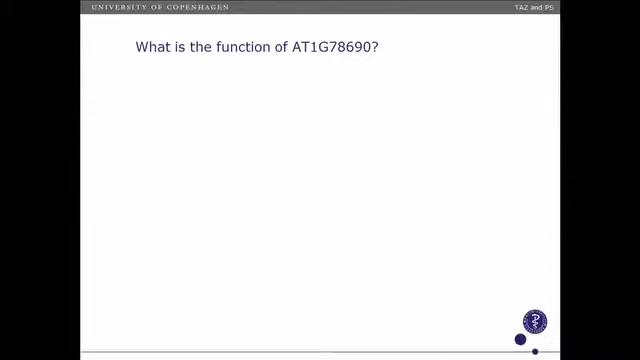 UNIVERSITY OF COPENHAGEN
TAZ and PS
What is the function of AT1G78690?